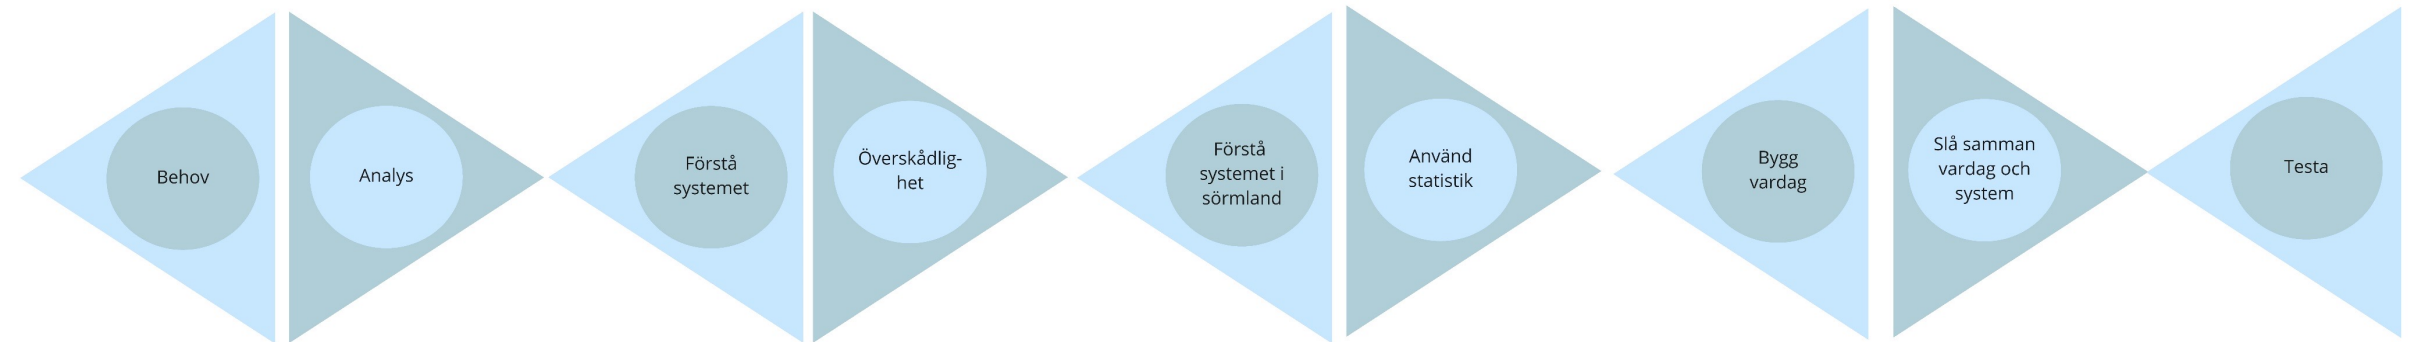 Behov
Analys
Förstå
systemet
Överskådlig-
het
Förstå
systemet i
sörmland
Använd
statistik
Bygg
vardag
Slå samman
vardag och
system
Testa